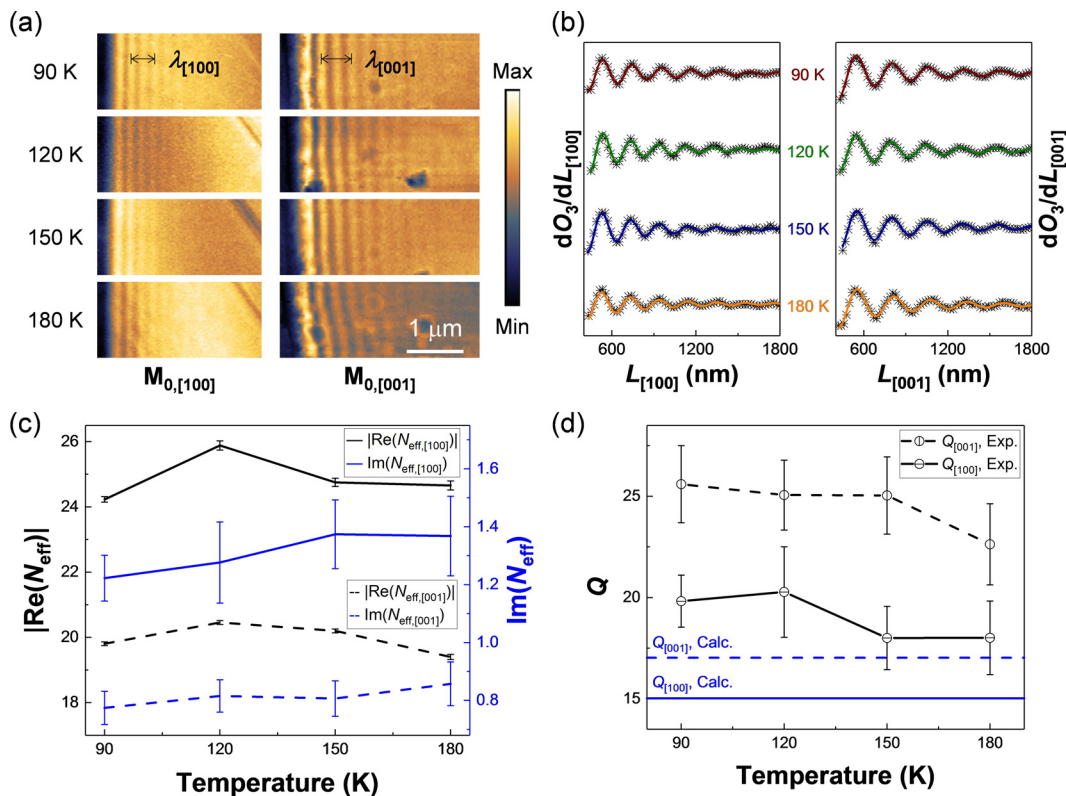 (a)
90 K
120 K
150 K
180 K
λ[100]
λ[001]
1 μm
M0,[100]
M0,[001]
Max
Min
(b)
dO3/dL[100]
90 K
120 K
150 K
180 K
dO3/dL[001]
600 1200 1800
600 1200 1800
L[100] (nm)
L[001] (nm)
(c)
|Re(Neff)|
26
24
22
20
18
|Re(Neff,[100])|
Im(Neff,[100])
|Re(Neff,[001])|
Im(Neff,[001])
1.6
1.4
1.2
1.0
0.8
Im(Neff)
90 120 150 180
Temperature (K)
(d)
Q
25
20
15
Q[001], Exp.
Q[100], Exp.
Q[001], Calc.
Q[100], Calc.
90 120 150 180
Temperature (K)